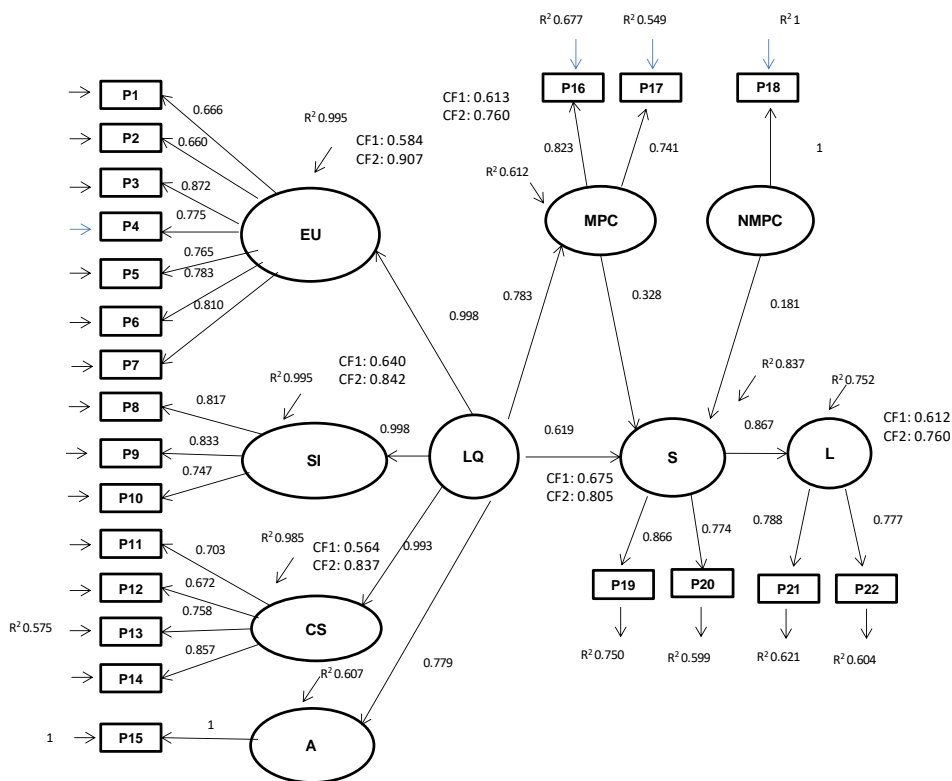 R² 0.677
R² 0.549
R² 1
P1
P16
P17
P18
0.666
R² 0.995
CF1: 0.584
CF2: 0.907
CF1: 0.613
CF2: 0.760
P2
0.660
0.823
0.741
1
P3
0.872
R² 0.612
P4
0.775
EU
MPC
NMPC
P5
0.765
0.783
0.810
0.998
0.783
0.328
0.181
P6
P7
R² 0.995
CF1: 0.640
CF2: 0.842
R² 0.837
R² 0.752
P8
0.817
CF1: 0.612
CF2: 0.760
P9
0.833
SI
0.998
LQ
0.619
S
0.867
L
P10
0.747
CF1: 0.675
CF2: 0.805
P11
0.703
R² 0.985
CF1: 0.564
CF2: 0.837
0.993
0.866
0.774
0.788
0.777
P12
0.672
P19
P20
P21
P22
R² 0.575
P13
0.758
CS
P14
0.857
0.779
R² 0.750
R² 0.599
R² 0.621
R² 0.604
R² 0.607
1
P15
1
A